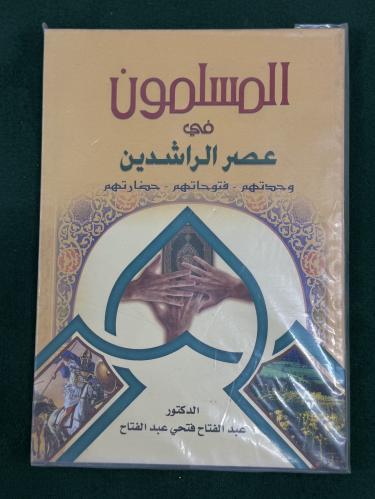 المسلمون
في
عصر الراشدين
وحدتهم - فتوحاتهم - حضارتهم
الدكتور
عبد الفتاح فتحي عبد الفتاح